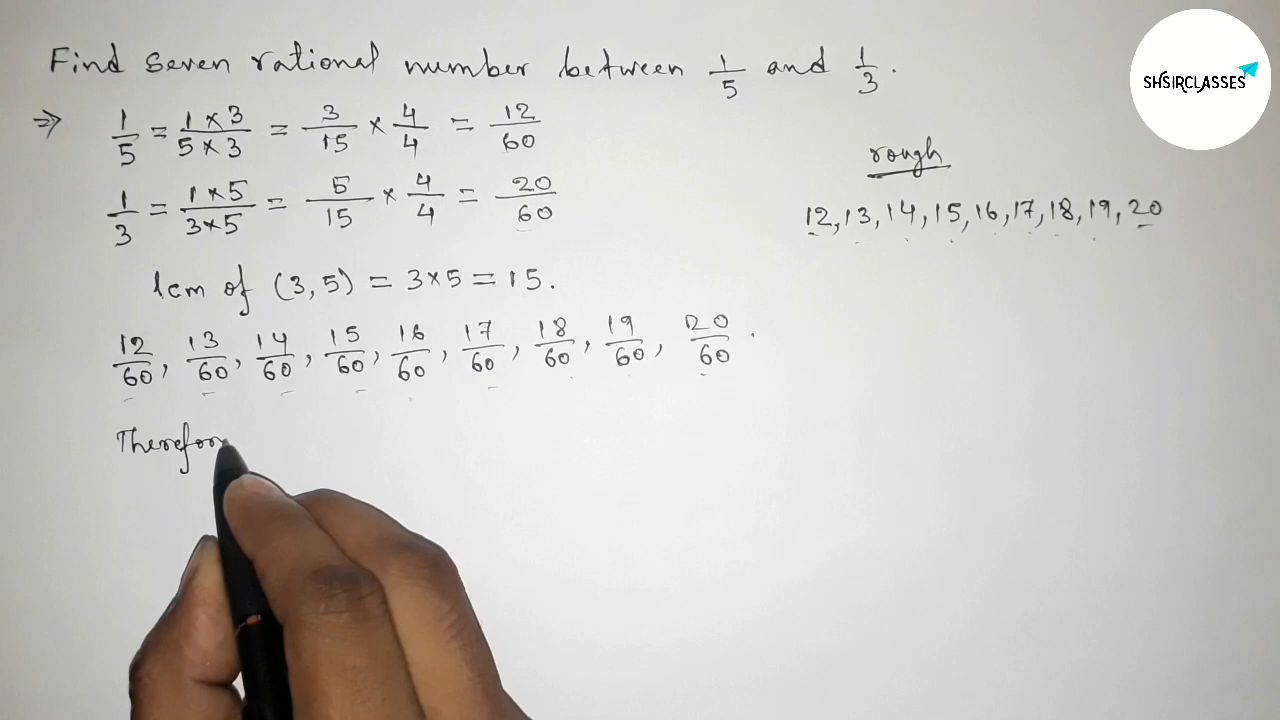 Find seven rational number between 1/5 and 1/3.
SHSIRCLASSES
⇒ 1/5 = 1×3/5×3 = 3/15 × 4/4 = 12/60
rough
1/3 = 1×5/3×5 = 5/15 × 4/4 = 20/60
12, 13, 14, 15, 16, 17, 18, 19, 20
lcm of (3,5) = 3×5 = 15.
12/60, 13/60, 14/60, 15/60, 16/60, 17/60, 18/60, 19/60, 20/60.
Therefor